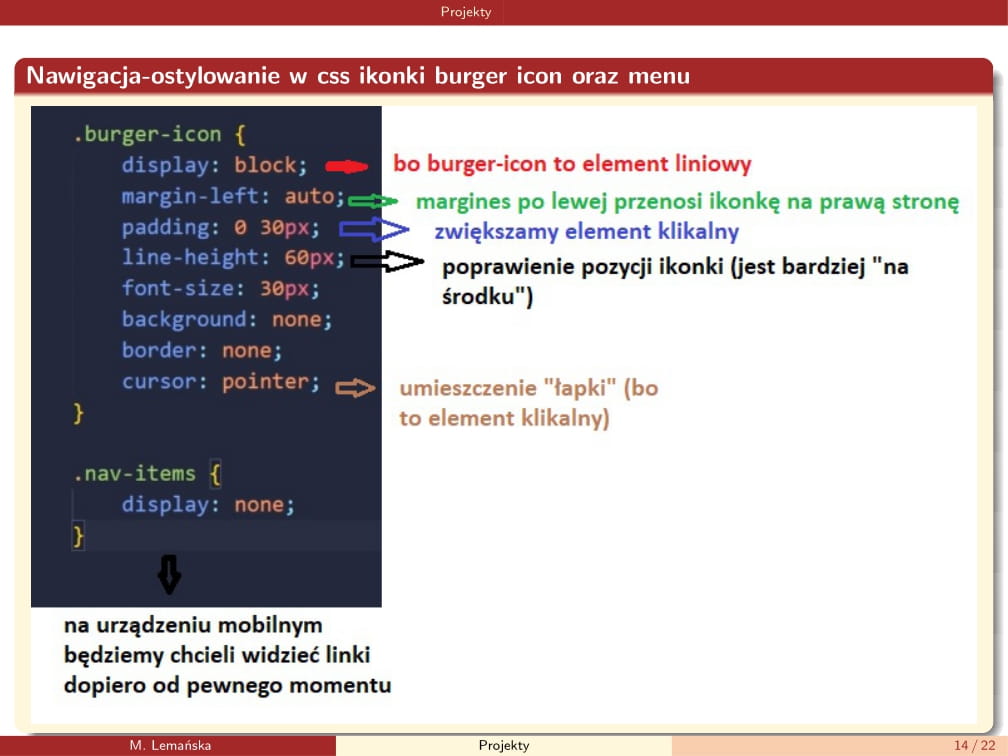 Projekty
Nawigacja-ostylowanie w css ikonki burger icon oraz menu
.burger-icon {
display: block;
bo burger-icon to element liniowy
margin-left: auto;
margines po lewej przenosi ikonkę na prawą stronę
padding: 0 30px;
zwiększamy element klikalny
line-height: 60px;
poprawienie pozycji ikonki (jest bardziej "na
środku")
font-size: 30px;
background: none;
border: none;
cursor: pointer;
umieszczenie "łapki" (bo
to element klikalny)
}
.nav-items {
display: none;
}
na urządzeniu mobilnym
będziemy chcieli widzieć linki
dopiero od pewnego momentu
M. Lemańska
Projekty
14 / 22